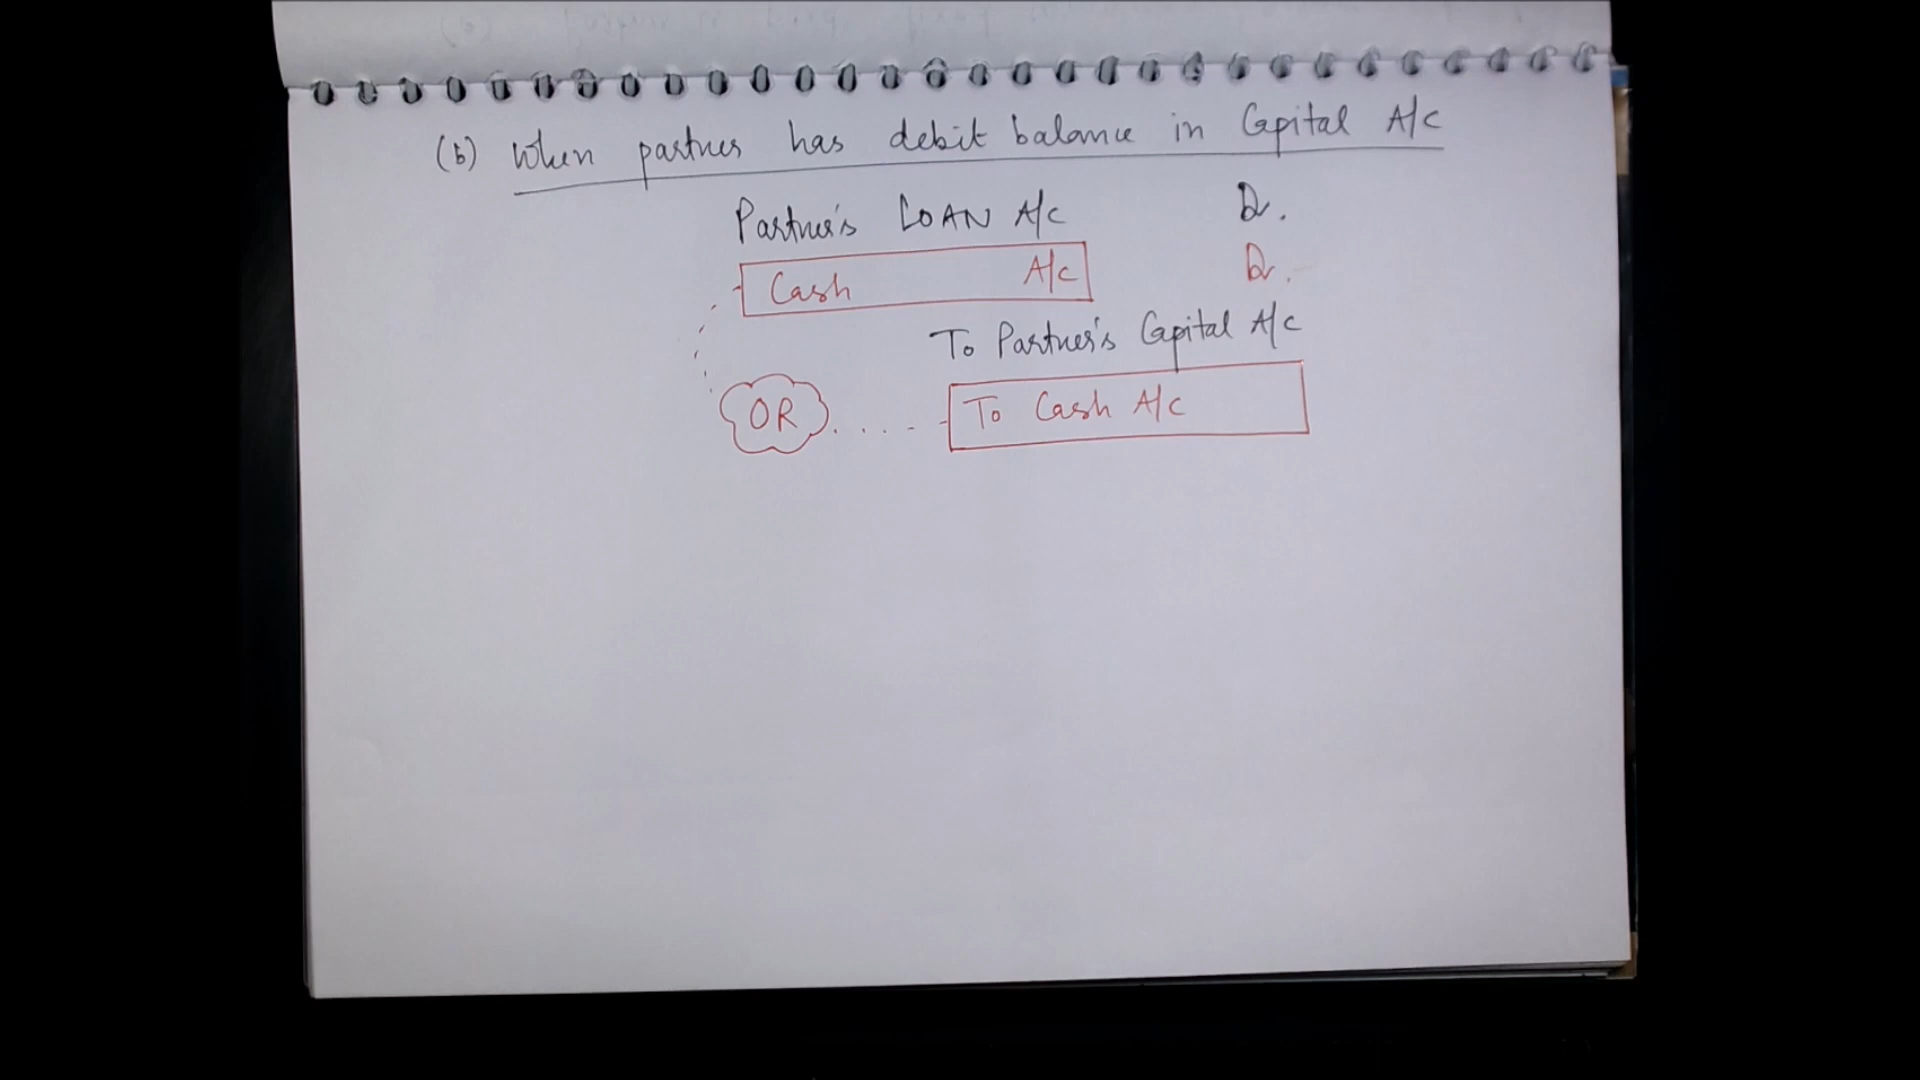 (b) When partner has debit balance in Capital A/c
Partner's LOAN A/c Dr.
Cash A/c Dr.
To Partner's Capital A/c
OR To Cash A/c